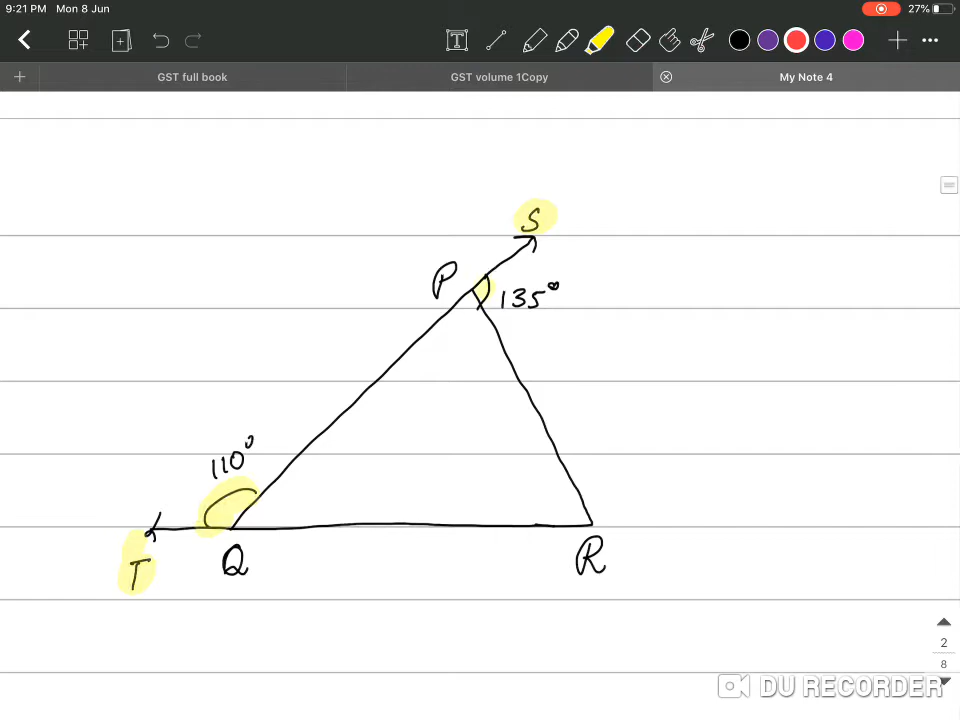 9:21 PM Mon 8 Jun
27%
T
GST full book
GST volume 1Copy
My Note 4
S
P
135°
110°
T
Q
R
2
8
DU RECORDER